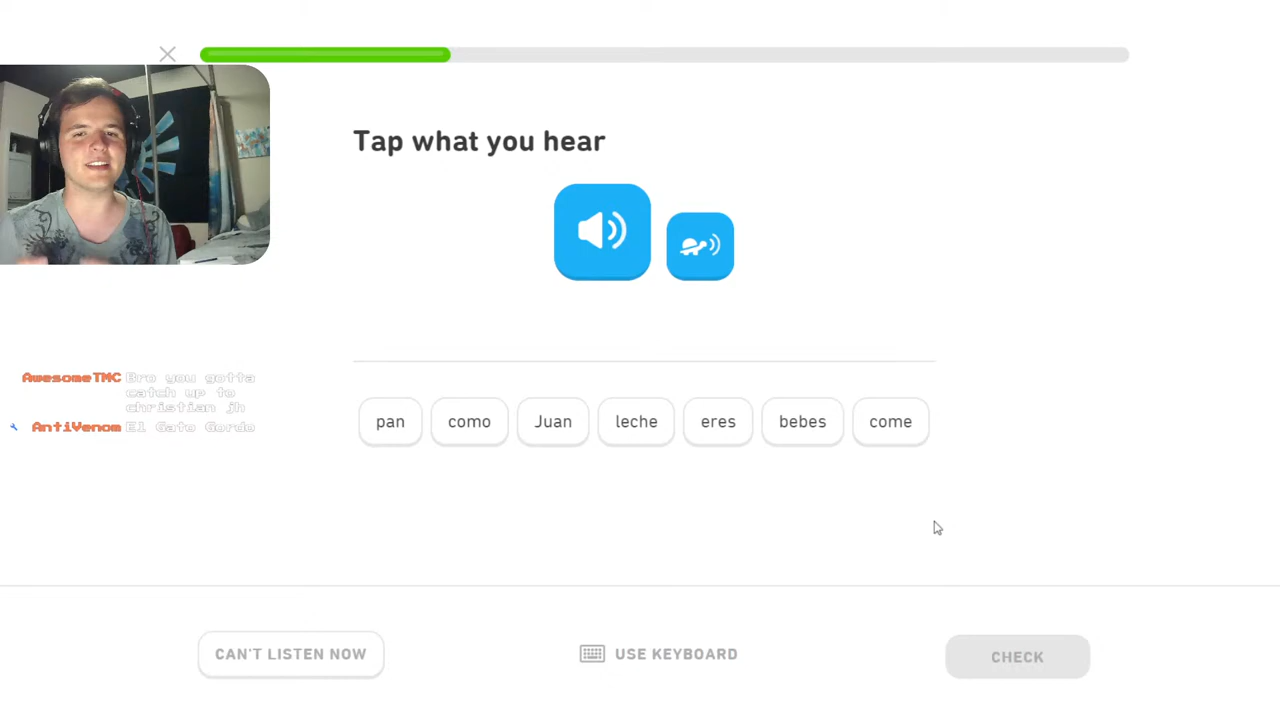 Tap what you hear
AwesomeTMC Bro you gotta
catch up to
christian jh
AntiVenom El Gato Gordo
pan como Juan leche eres bebes come
CAN'T LISTEN NOW USE KEYBOARD CHECK